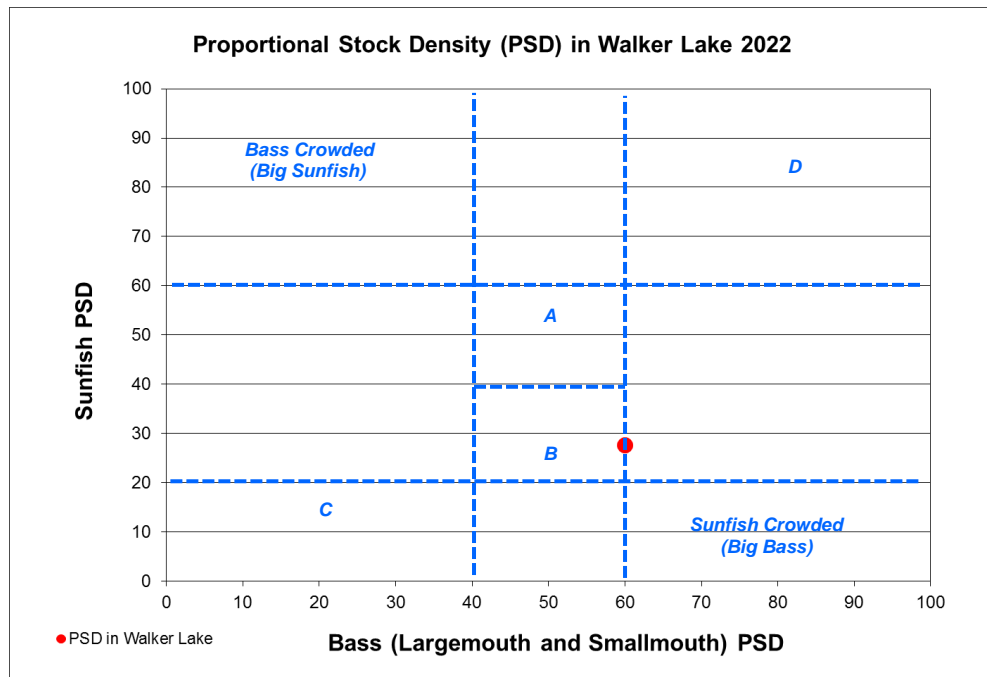 Proportional Stock Density (PSD) in Walker Lake 2022
100
90
80
70
60
50
40
30
20
10
0
Sunfish PSD
Bass Crowded
(Big Sunfish)
D
A
B
C
Sunfish Crowded
(Big Bass)
0 10 20 30 40 50 60 70 80 90 100
PSD in Walker Lake
Bass (Largemouth and Smallmouth) PSD